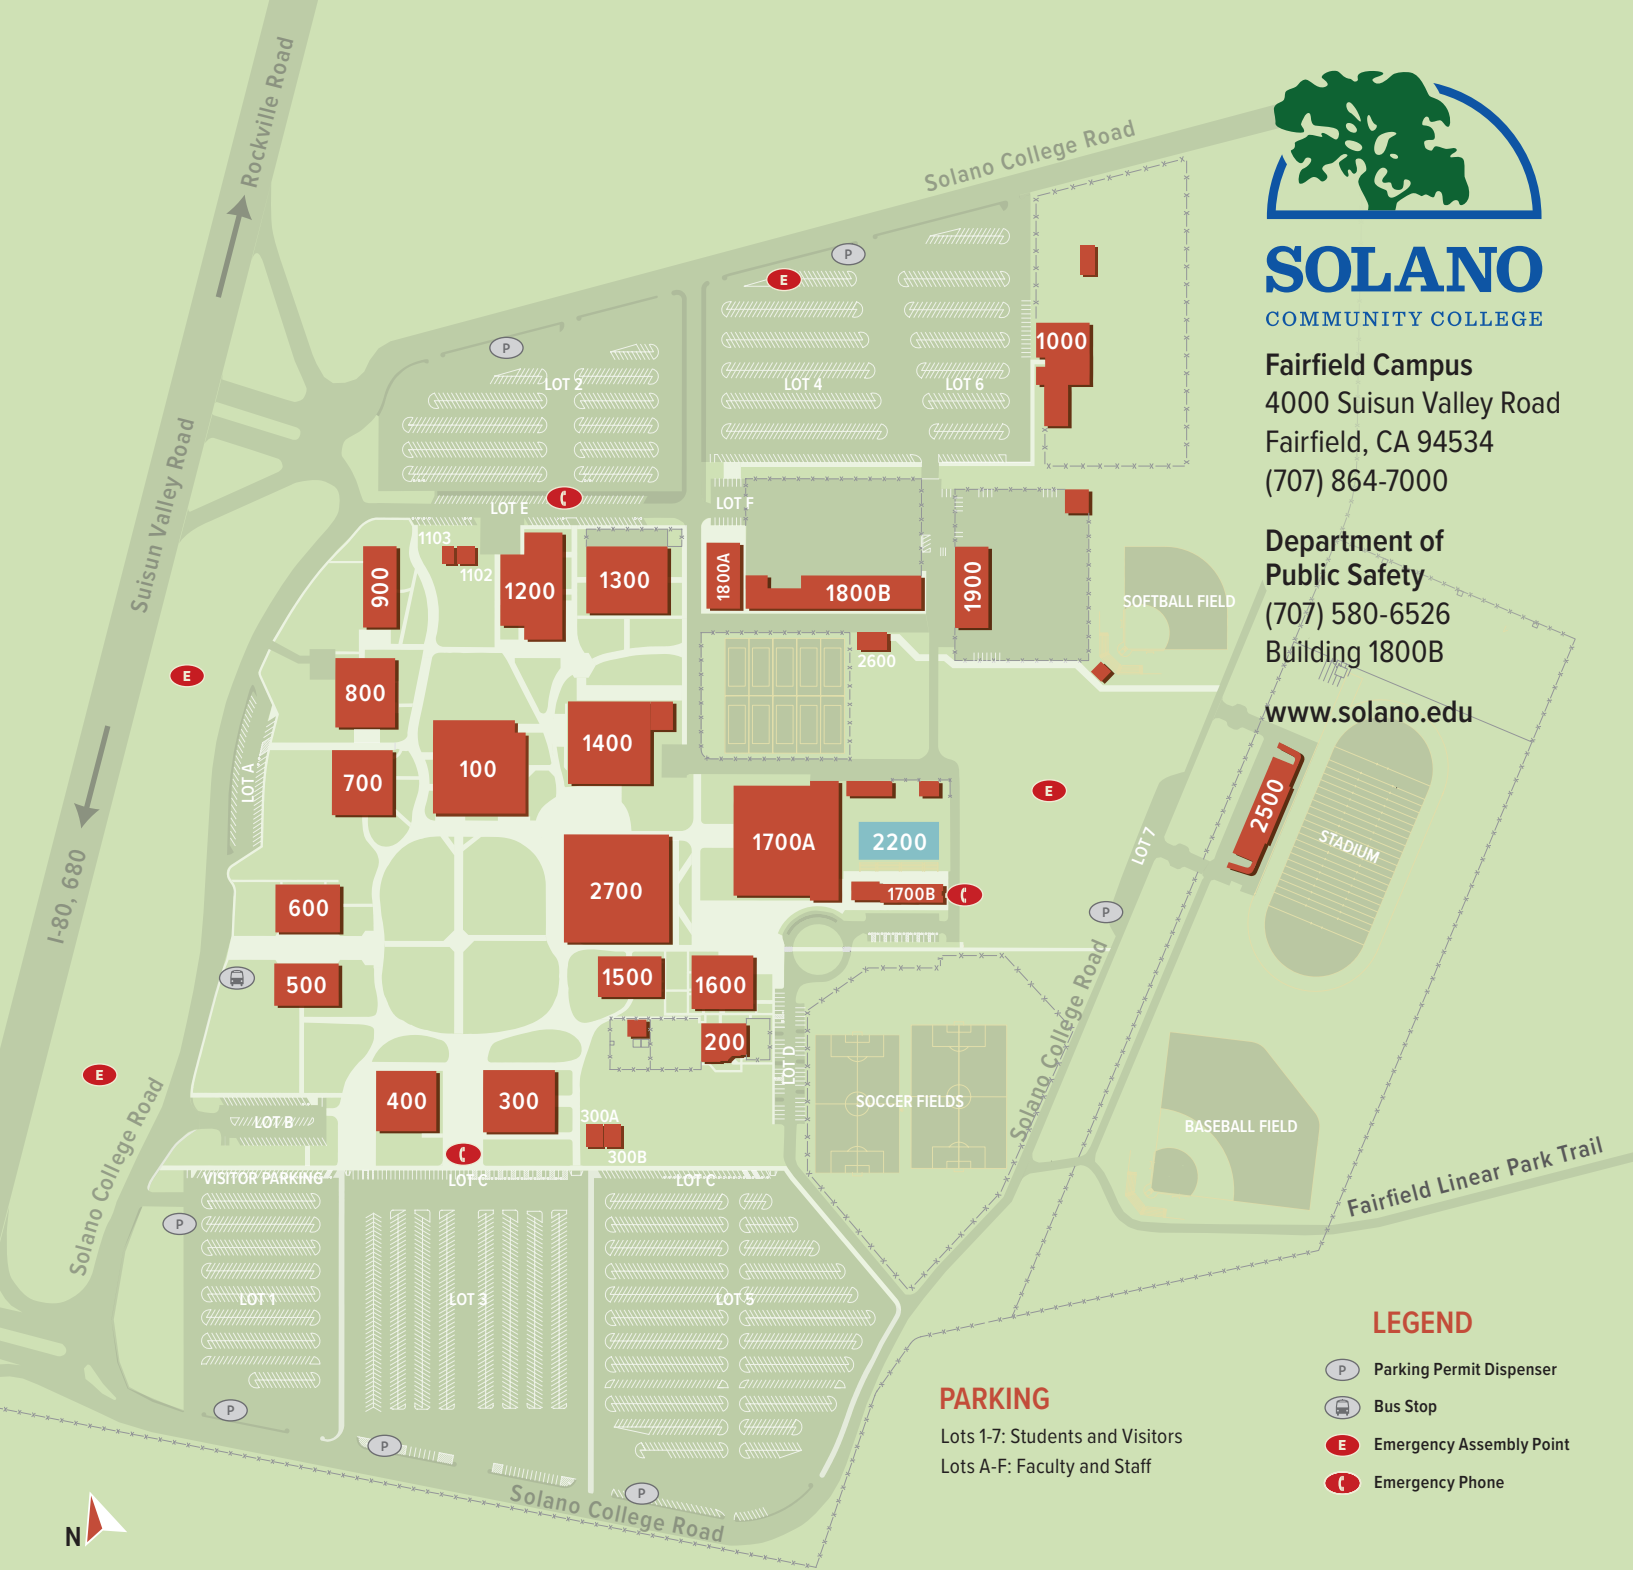 Rockville Road
Solano College Road
SOLANO
COMMUNITY COLLEGE
Fairfield Campus
4000 Suisun Valley Road
Fairfield, CA 94534
(707) 864-7000
Department of
Public Safety
(707) 580-6526
Building 1800B
www.solano.edu
P
E
P
1000
LOT 2
LOT 4
LOT 6
Suisun Valley Road
LOT E
LOT F
1103
1102
900
1200
1300
1800A
1800B
1900
SOFTBALL FIELD
2600
E
800
700
100
1400
LOT A
1700A
2200
1700B
E
2500
STADIUM
LOT 7
P
I-80, 680
600
500
2700
1500
1600
200
LOT D
SOCCER FIELDS
Solano College Road
BASEBALL FIELD
Fairfield Linear Park Trail
E
400
300
300A
300B
LOT B
Solano College Road
VISITOR PARKING
LOT C
LOT C
P
LOT 1
LOT 3
LOT 5
P
P
P
Solano College Road
N
PARKING
Lots 1-7: Students and Visitors
Lots A-F: Faculty and Staff
LEGEND
P Parking Permit Dispenser
Bus Stop
E Emergency Assembly Point
Emergency Phone